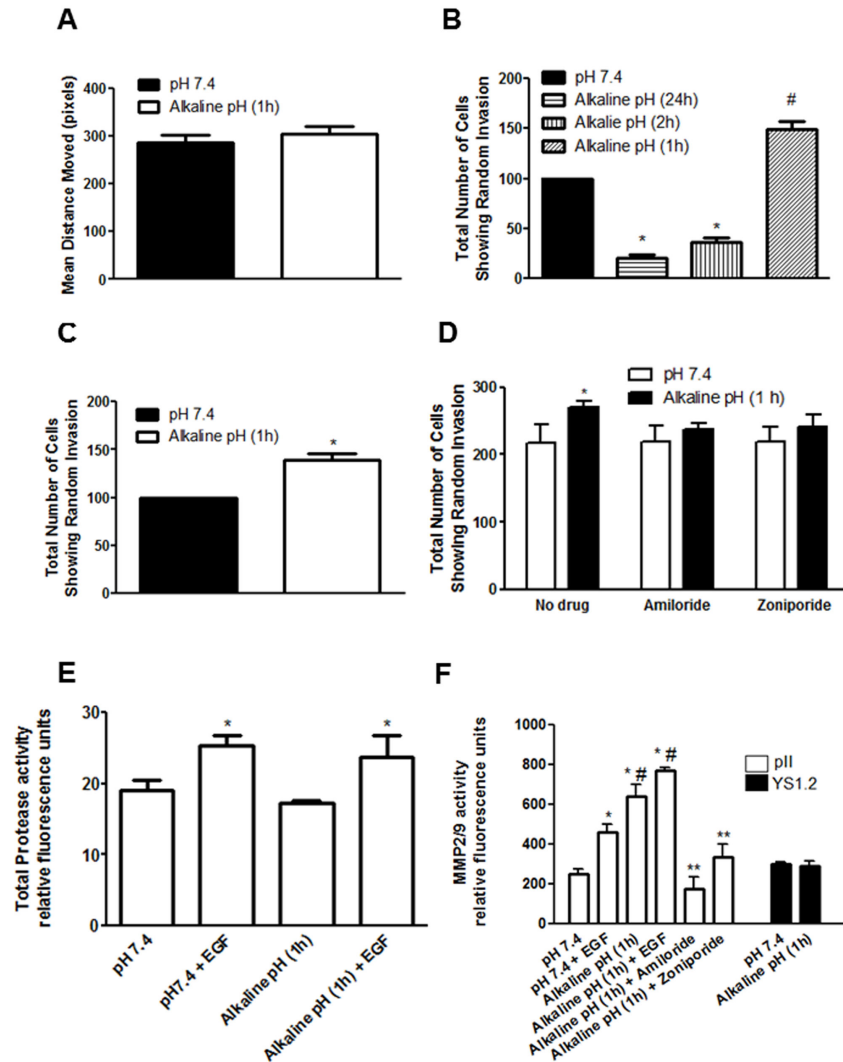 A
pH 7.4
Alkaline pH (1h)
Mean Distance Moved (pixels)
400
300
200
100
0
B
pH 7.4
Alkaline pH (24h)
Alkalie pH (2h)
Alkaline pH (1h)
Total Number of Cells
Showing Random Invasion
200
150
100
50
0
*
*
#
C
pH 7.4
Alkaline pH (1h)
Total Number of Cells
Showing Random Invasion
200
150
100
50
0
*
D
pH 7.4
Alkaline pH (1 h)
Total Number of Cells
Showing Random Invasion
300
200
100
0
*
No drug
Amiloride
Zoniporide
E
Total Protease activity
relative fluorescence units
30
20
10
0
*
*
pH 7.4
pH7.4 + EGF
Alkaline pH (1h)
Alkaline pH (1h) + EGF
F
pII
YS1.2
MMP2/9 activity
relative fluorescence units
1000
800
600
400
200
0
*
* #
* #
**
**
pH 7.4
pH 7.4 + EGF
Alkaline pH (1h)
Alkaline pH (1h) + EGF
Alkaline pH (1h) + Amiloride
Alkaline pH (1h) + Zoniporide
pH 7.4
Alkaline pH (1h)